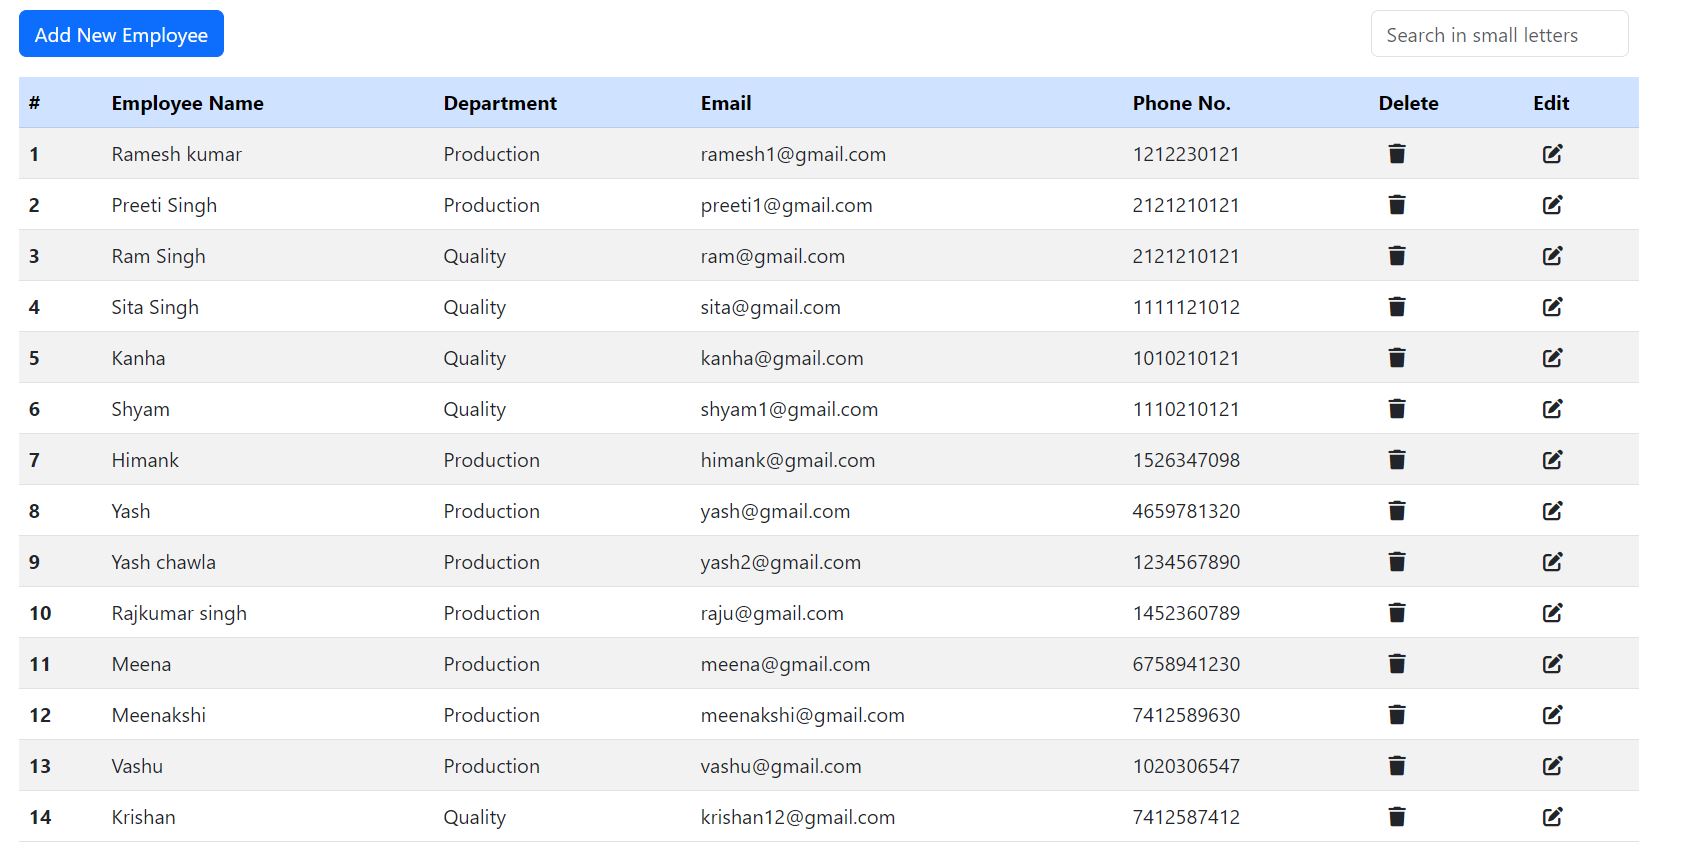 Add New Employee Search in small letters
# Employee Name Department Email Phone No. Delete Edit
1 Ramesh kumar Production ramesh1@gmail.com 1212230121
2 Preeti Singh Production preeti1@gmail.com 2121210121
3 Ram Singh Quality ram@gmail.com 2121210121
4 Sita Singh Quality sita@gmail.com 1111121012
5 Kanha Quality kanha@gmail.com 1010210121
6 Shyam Quality shyam1@gmail.com 1110210121
7 Himank Production himank@gmail.com 1526347098
8 Yash Production yash@gmail.com 4659781320
9 Yash chawla Production yash2@gmail.com 1234567890
10 Rajkumar singh Production raju@gmail.com 1452360789
11 Meena Production meena@gmail.com 6758941230
12 Meenakshi Production meenakshi@gmail.com 7412589630
13 Vashu Production vashu@gmail.com 1020306547
14 Krishan Quality krishan12@gmail.com 7412587412